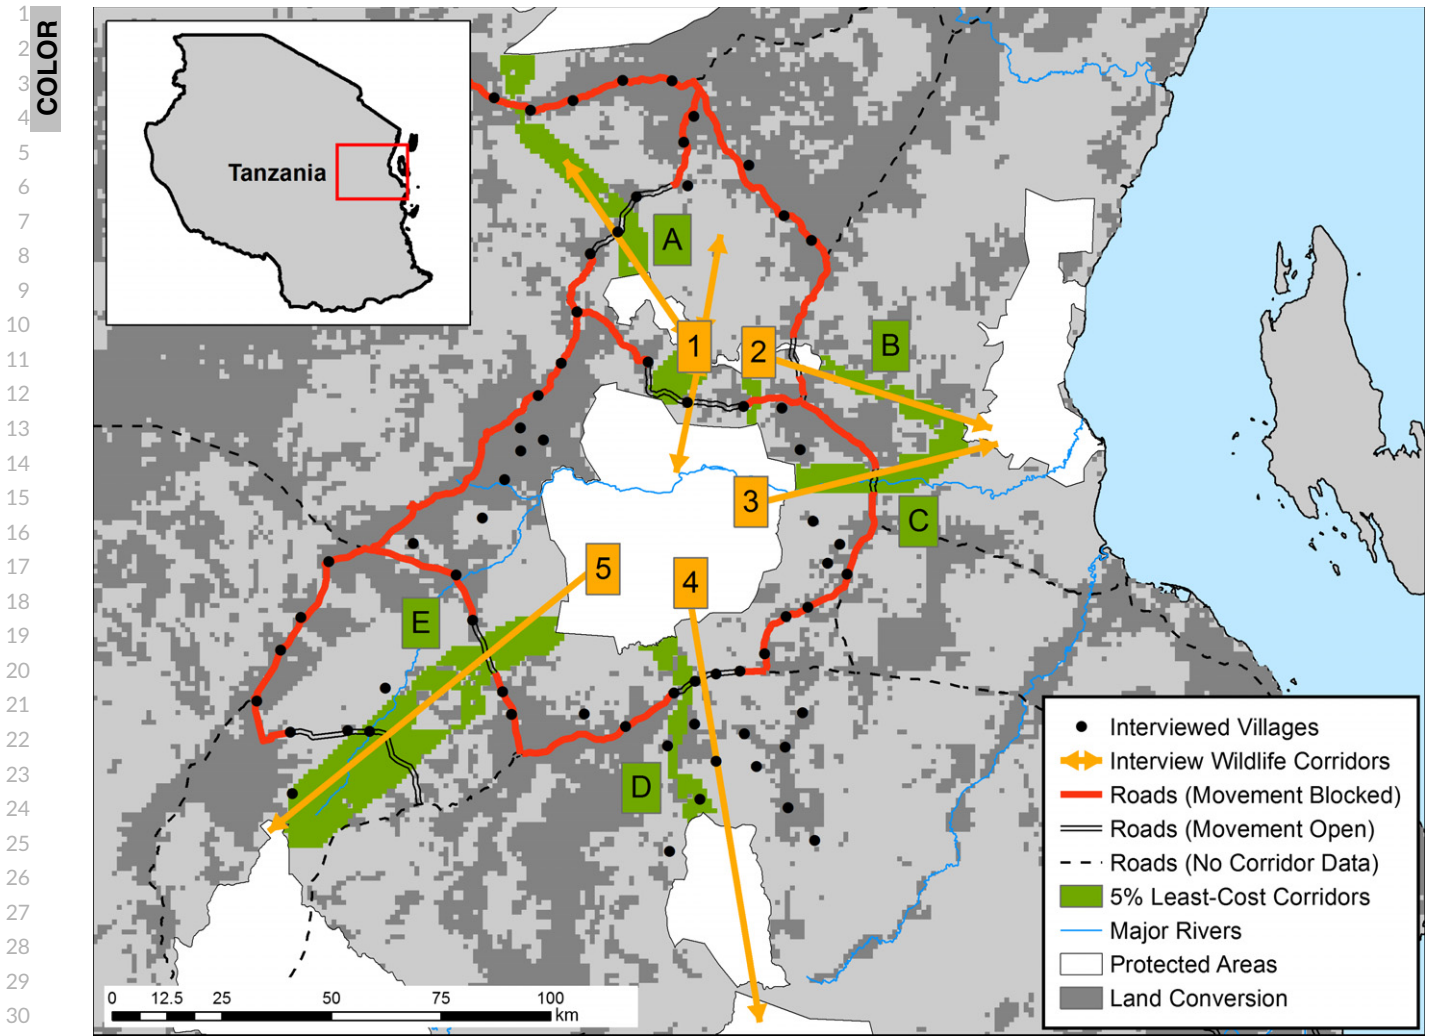 COLOR
1
2
3
4
5
6
7
8
9
10
11
12
13
14
15
16
17
18
19
20
21
22
23
24
25
26
27
28
29
30
Tanzania
A
1
2
B
3
C
5
4
E
D
Interviewed Villages
Interview Wildlife Corridors
Roads (Movement Blocked)
Roads (Movement Open)
Roads (No Corridor Data)
5% Least-Cost Corridors
Major Rivers
Protected Areas
Land Conversion
0 12.5 25 50 75 100
km